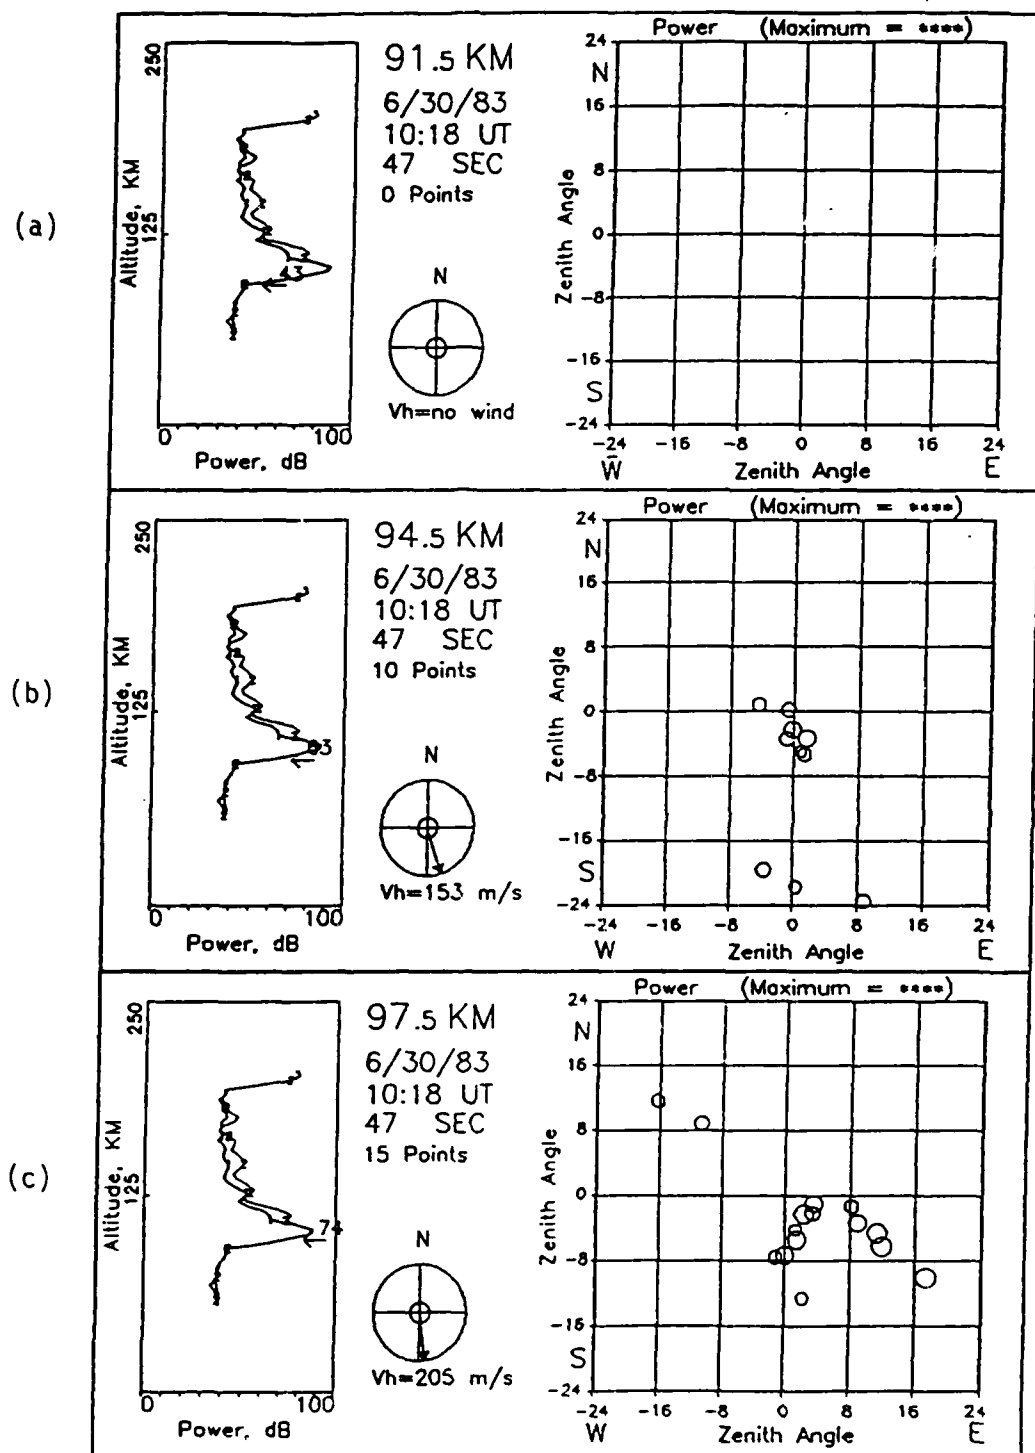 (a)
250
125
Altitude, KM
43
0
100
Power, dB
91.5 KM
6/30/83
10:18 UT
47 SEC
0 Points
N
Vh=no wind
Power (Maximum = ****)
24
N
16
8
0
-8
-16
S
-24
Zenith Angle
-24 -16 -8 0 8 16 24
W Zenith Angle E
(b)
250
125
Altitude, KM
3
0
100
Power, dB
94.5 KM
6/30/83
10:18 UT
47 SEC
10 Points
N
Vh=153 m/s
Power (Maximum = ****)
24
N
16
8
0
-8
-16
S
-24
Zenith Angle
-24 -16 -8 0 8 16 24
W Zenith Angle E
(c)
250
125
Altitude, KM
74
0
100
Power, dB
97.5 KM
6/30/83
10:18 UT
47 SEC
15 Points
N
Vh=205 m/s
Power (Maximum = ****)
24
N
16
8
0
-8
-16
S
-24
Zenith Angle
-24 -16 -8 0 8 16 24
W Zenith Angle E